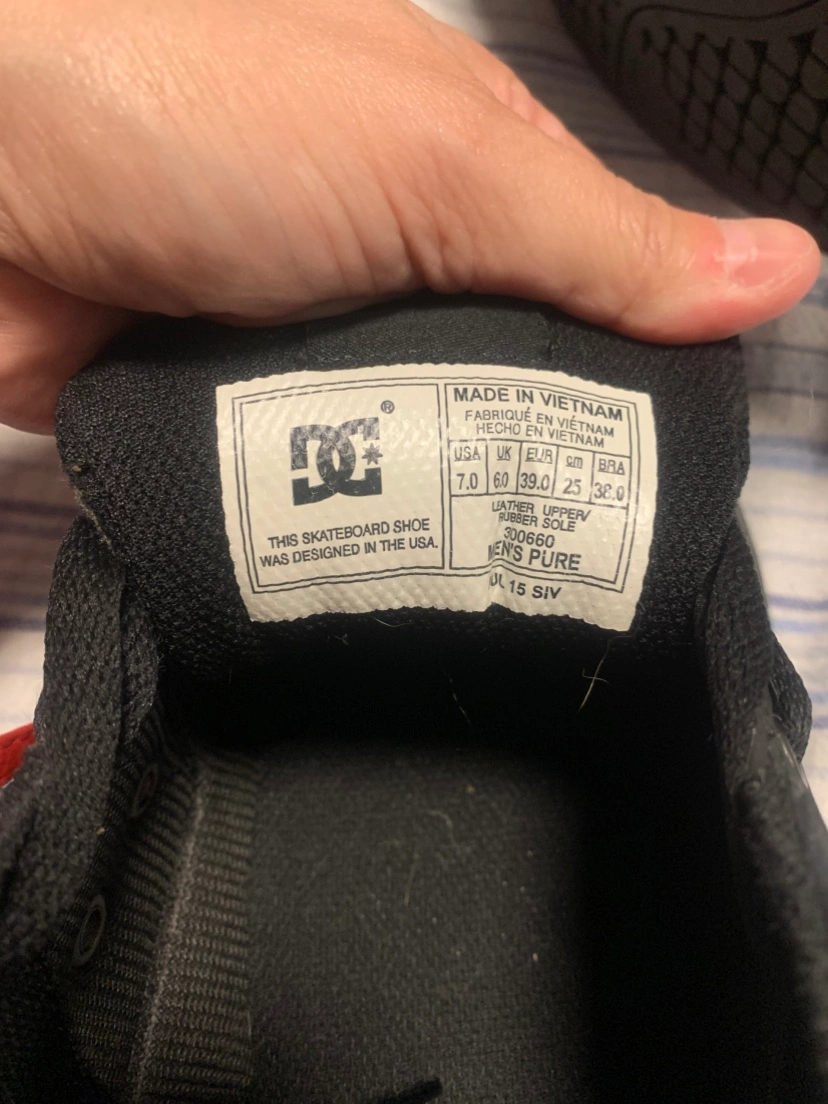 DC
®
THIS SKATEBOARD SHOE
WAS DESIGNED IN THE USA.
MADE IN VIETNAM
FABRIQUÉ EN VIÉTNAM
HECHO EN VIETNAM
USA UK EUR cm BRA
7.0 6.0 39.0 25 38.0
LEATHER UPPER/
RUBBER SOLE
300660
MEN'S PURE
15 SIV